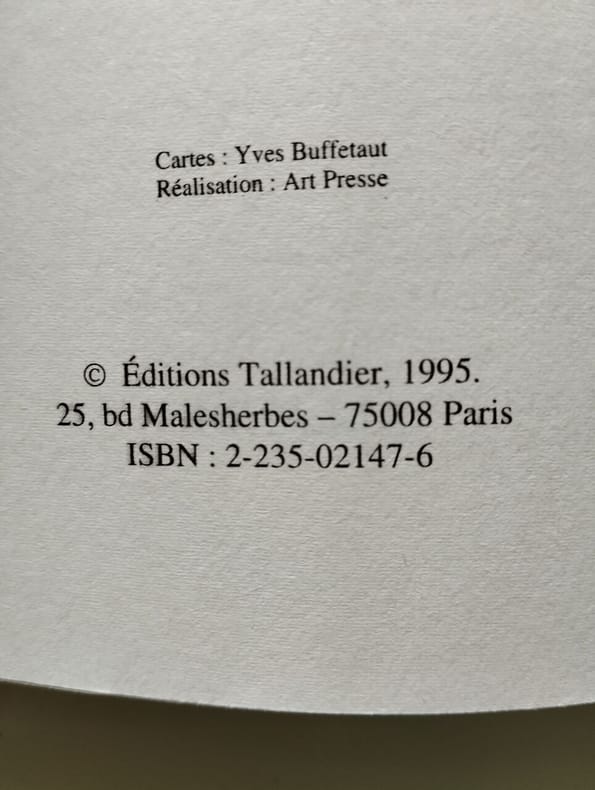 Cartes : Yves Buffetaut
Réalisation : Art Presse
© Éditions Tallandier, 1995.
25, bd Malesherbes – 75008 Paris
ISBN : 2-235-02147-6